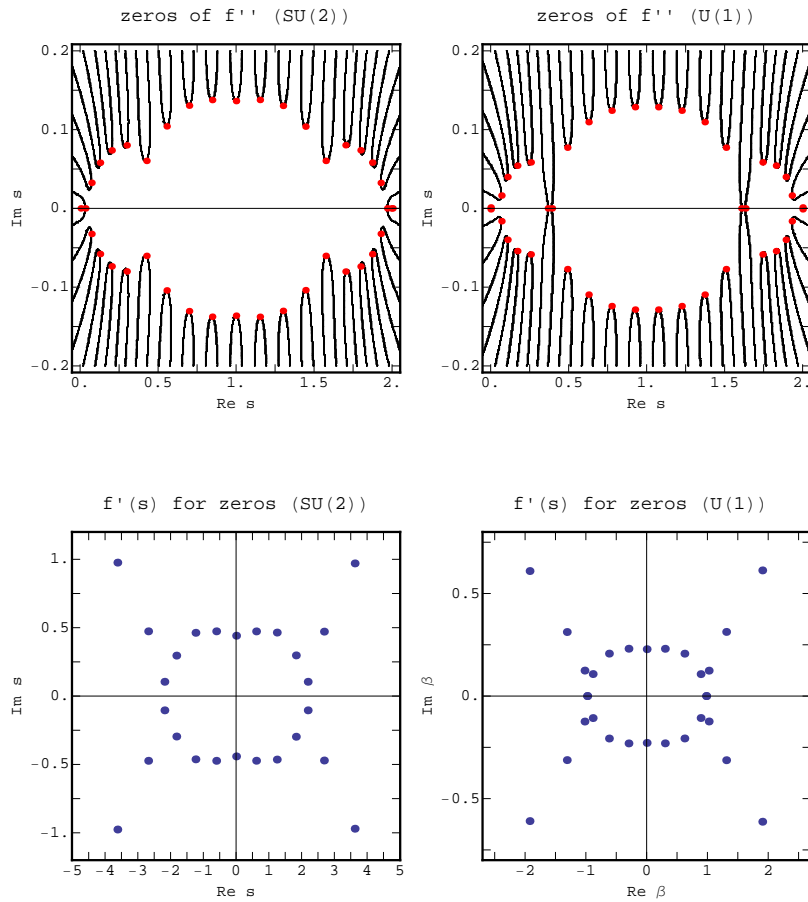 zeros of f'' (SU(2))
zeros of f'' (U(1))
0.2
0.1
0.
-0.1
-0.2
Im s
0.
0.5
1.
1.5
2.
Re s
0.2
0.1
0.
-0.1
-0.2
Im s
0.
0.5
1.
1.5
2.
Re s
f'(s) for zeros (SU(2))
f'(s) for zeros (U(1))
1.
0.5
0.
-0.5
-1.
Im s
-5 -4 -3 -2 -1 0 1 2 3 4 5
Re s
0.5
0.
-0.5
Im β
-2 -1 0 1 2
Re β